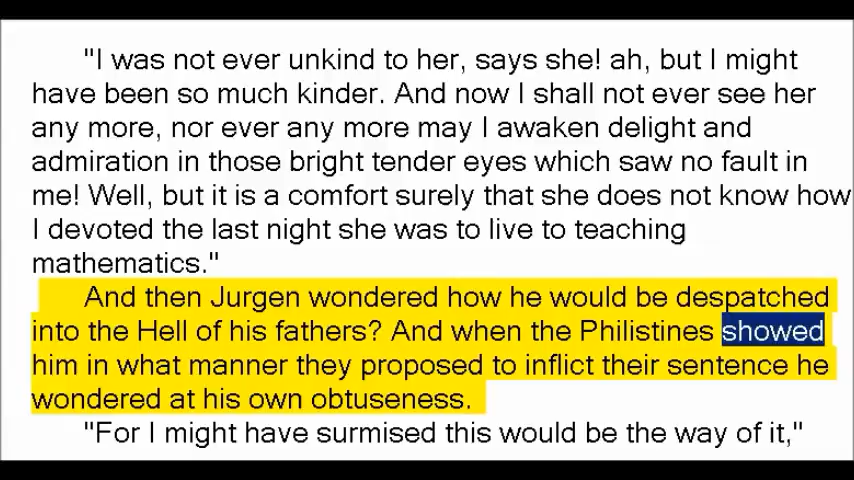 "I was not ever unkind to her, says she! ah, but I might
have been so much kinder. And now I shall not ever see her
any more, nor ever any more may I awaken delight and
admiration in those bright tender eyes which saw no fault in
me! Well, but it is a comfort surely that she does not know how
I devoted the last night she was to live to teaching
mathematics."
And then Jurgen wondered how he would be despatched
into the Hell of his fathers? And when the Philistines showed
him in what manner they proposed to inflict their sentence he
wondered at his own obtuseness.
"For I might have surmised this would be the way of it,"